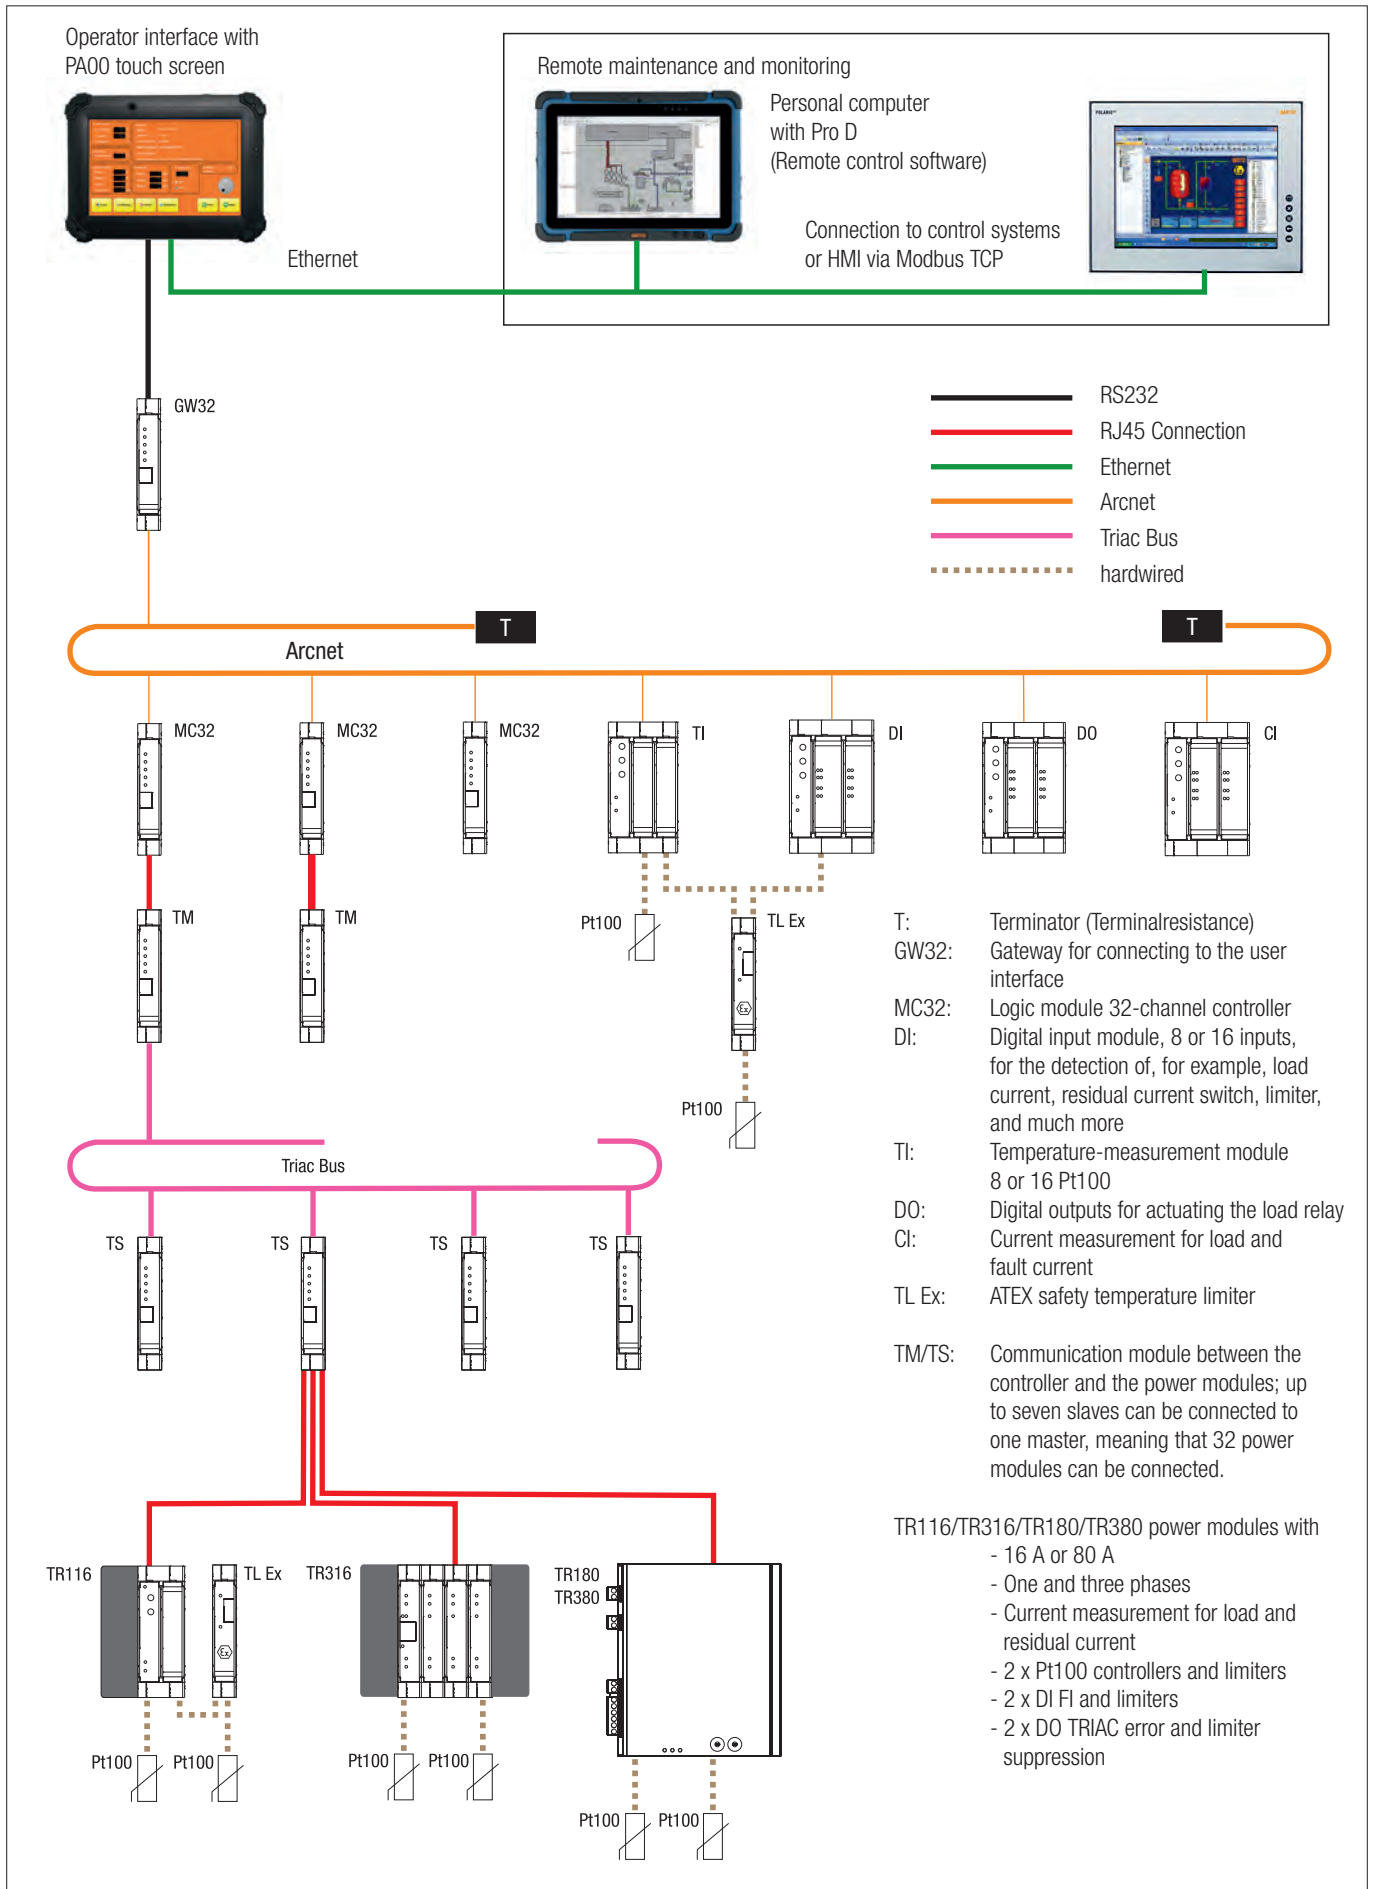 Operator interface with
PA00 touch screen
Remote maintenance and monitoring
Personal computer
with Pro D
(Remote control software)
Connection to control systems
or HMI via Modbus TCP
Ethernet
GW32
RS232
RJ45 Connection
Ethernet
Arcnet
Triac Bus
hardwired
T
T
Arcnet
MC32
MC32
MC32
TI
DI
DO
CI
TM
TM
Pt100
TL Ex
Ex
Pt100
T: Terminator (Terminalresistance)
GW32: Gateway for connecting to the user
interface
MC32: Logic module 32-channel controller
DI: Digital input module, 8 or 16 inputs,
for the detection of, for example, load
current, residual current switch, limiter,
and much more
TI: Temperature-measurement module
8 or 16 Pt100
DO: Digital outputs for actuating the load relay
CI: Current measurement for load and
fault current
TL Ex: ATEX safety temperature limiter
TM/TS: Communication module between the
controller and the power modules; up
to seven slaves can be connected to
one master, meaning that 32 power
modules can be connected.
Triac Bus
TS
TS
TS
TS
TR116/TR316/TR180/TR380 power modules with
- 16 A or 80 A
- One and three phases
- Current measurement for load and
residual current
- 2 x Pt100 controllers and limiters
- 2 x DI FI and limiters
- 2 x DO TRIAC error and limiter
suppression
TR116
TL Ex
Ex
TR316
TR180
TR380
Pt100
Pt100
Pt100
Pt100
Pt100
Pt100